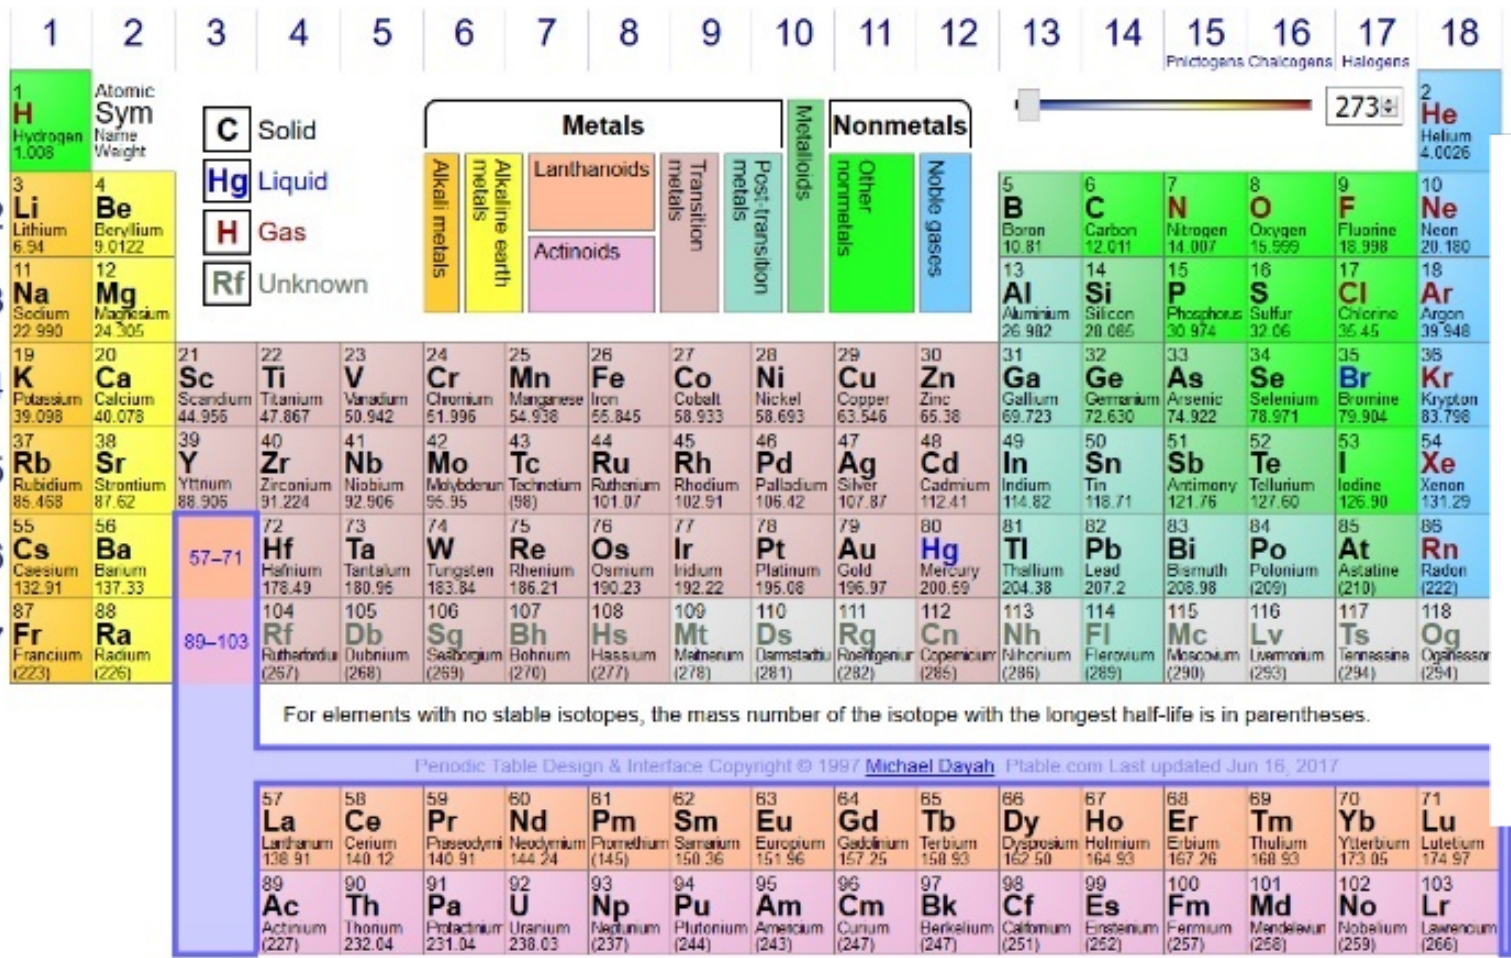 1 2 3 4 5 6 7 8 9 10 11 12 13 14 15 16 17 18
Pnictogens Chalcogens Halogens
1 H Hydrogen 1.008
Atomic Sym Name Weight
C Solid
Hg Liquid
H Gas
Rf Unknown
Metals
Alkali metals
Alkaline earth metals
Lanthanoids
Actinoids
Transition metals
Post-transition metals
Metalloids
Nonmetals
Other nonmetals
Noble gases
273
2 He Helium 4.0026
3 Li Lithium 6.94
4 Be Beryllium 9.0122
5 B Boron 10.81
6 C Carbon 12.011
7 N Nitrogen 14.007
8 O Oxygen 15.999
9 F Fluorine 18.998
10 Ne Neon 20.180
11 Na Sodium 22.990
12 Mg Magnesium 24.305
13 Al Aluminium 26.982
14 Si Silicon 28.085
15 P Phosphorus 30.974
16 S Sulfur 32.06
17 Cl Chlorine 35.45
18 Ar Argon 39.948
19 K Potassium 39.098
20 Ca Calcium 40.078
21 Sc Scandium 44.956
22 Ti Titanium 47.867
23 V Vanadium 50.942
24 Cr Chromium 51.996
25 Mn Manganese 54.938
26 Fe Iron 55.845
27 Co Cobalt 58.933
28 Ni Nickel 58.693
29 Cu Copper 63.546
30 Zn Zinc 65.38
31 Ga Gallium 69.723
32 Ge Germanium 72.630
33 As Arsenic 74.922
34 Se Selenium 78.971
35 Br Bromine 79.904
36 Kr Krypton 83.798
37 Rb Rubidium 85.468
38 Sr Strontium 87.62
39 Y Yttrium 88.906
40 Zr Zirconium 91.224
41 Nb Niobium 92.906
42 Mo Molybdenum 95.95
43 Tc Technetium (98)
44 Ru Ruthenium 101.07
45 Rh Rhodium 102.91
46 Pd Palladium 106.42
47 Ag Silver 107.87
48 Cd Cadmium 112.41
49 In Indium 114.82
50 Sn Tin 118.71
51 Sb Antimony 121.76
52 Te Tellurium 127.60
53 I Iodine 126.90
54 Xe Xenon 131.29
55 Cs Caesium 132.91
56 Ba Barium 137.33
57–71
72 Hf Hafnium 178.49
73 Ta Tantalum 180.95
74 W Tungsten 183.84
75 Re Rhenium 186.21
76 Os Osmium 190.23
77 Ir Iridium 192.22
78 Pt Platinum 195.08
79 Au Gold 196.97
80 Hg Mercury 200.59
81 Tl Thallium 204.38
82 Pb Lead 207.2
83 Bi Bismuth 208.98
84 Po Polonium (209)
85 At Astatine (210)
86 Rn Radon (222)
87 Fr Francium (223)
88 Ra Radium (226)
89–103
104 Rf Rutherfordiu (267)
105 Db Dubnium (268)
106 Sg Seaborgium (269)
107 Bh Bohrium (270)
108 Hs Hassium (277)
109 Mt Meitnerium (278)
110 Ds Darmstadtiu (281)
111 Rg Roentgeniur (282)
112 Cn Copernicium (285)
113 Nh Nihonium (286)
114 Fl Flerovium (289)
115 Mc Moscovium (290)
116 Lv Livermorium (293)
117 Ts Tennessine (294)
118 Og Oganesson (294)
For elements with no stable isotopes, the mass number of the isotope with the longest half-life is in parentheses.
Periodic Table Design & Interface Copyright © 1997 Michael Dayah Ptable.com Last updated Jun 16, 2017
57 La Lanthanum 138.91
58 Ce Cerium 140.12
59 Pr Praseodymi 140.91
60 Nd Neodymium 144.24
61 Pm Promethium (145)
62 Sm Samarium 150.36
63 Eu Europium 151.96
64 Gd Gadolinium 157.25
65 Tb Terbium 158.93
66 Dy Dysprosium 162.50
67 Ho Holmium 164.93
68 Er Erbium 167.26
69 Tm Thulium 168.93
70 Yb Ytterbium 173.05
71 Lu Lutetium 174.97
89 Ac Actinium (227)
90 Th Thorium 232.04
91 Pa Protactinium 231.04
92 U Uranium 238.03
93 Np Neptunium (237)
94 Pu Plutonium (244)
95 Am Americium (243)
96 Cm Curium (247)
97 Bk Berkelium (247)
98 Cf Californium (251)
99 Es Einsteinium (252)
100 Fm Fermium (257)
101 Md Mendelevium (258)
102 No Nobelium (259)
103 Lr Lawrencium (266)